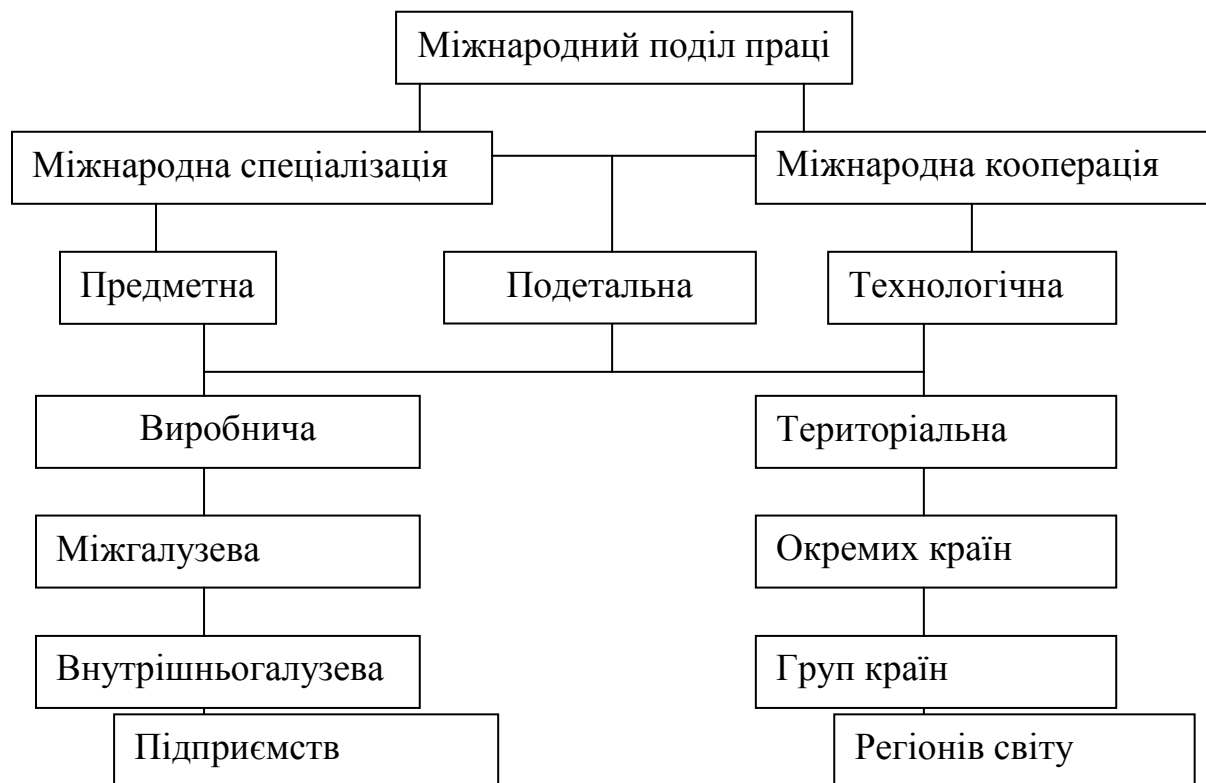 Міжнародний поділ праці
Міжнародна спеціалізація
Міжнародна кооперація
Предметна
Подетальна
Технологічна
Виробнича
Територіальна
Міжгалузева
Окремих країн
Внутрішньогалузева
Груп країн
Підприємств
Регіонів світу